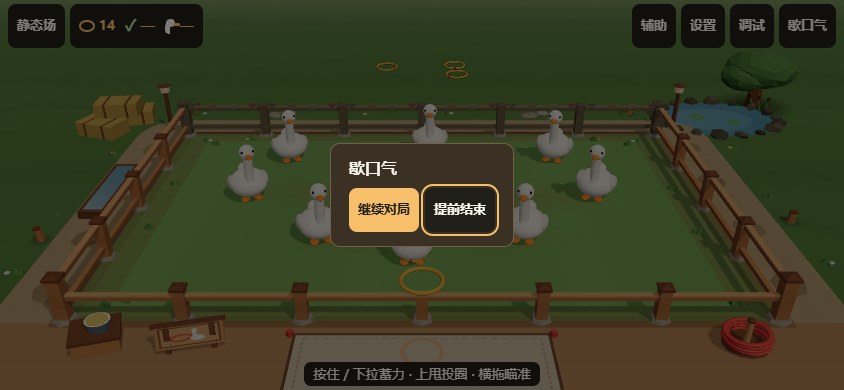 静态场
14 ✓ — —
辅助
设置
调试
歇口气
歇口气
继续对局
提前结束
按住 / 下拉蓄力 · 上甩投圈 · 横拖瞄准